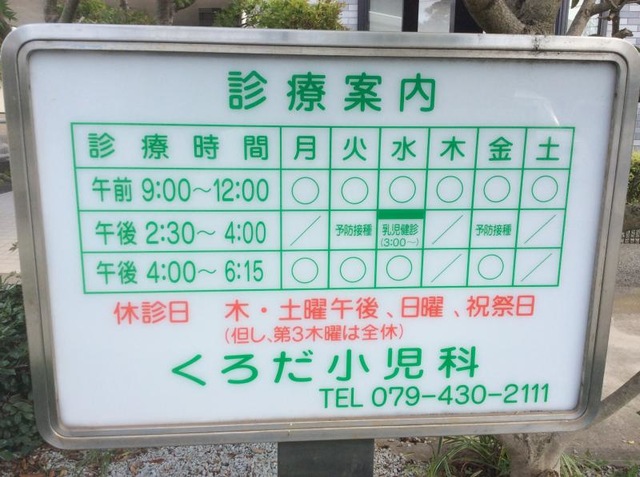 診療案内
診療時間 月 火 水 木 金 土
午前 9:00～12:00 ○ ○ ○ ○ ○ ○
午後 2:30～4:00 ／ 予防接種 乳児健診 (3:00～) ／ 予防接種 ／
午後 4:00～6:15 ○ ○ ○ ／ ○ ／
休診日 木・土曜午後、日曜、祝祭日
(但し、第3木曜は全休)
くろだ小児科
TEL 079-430-2111